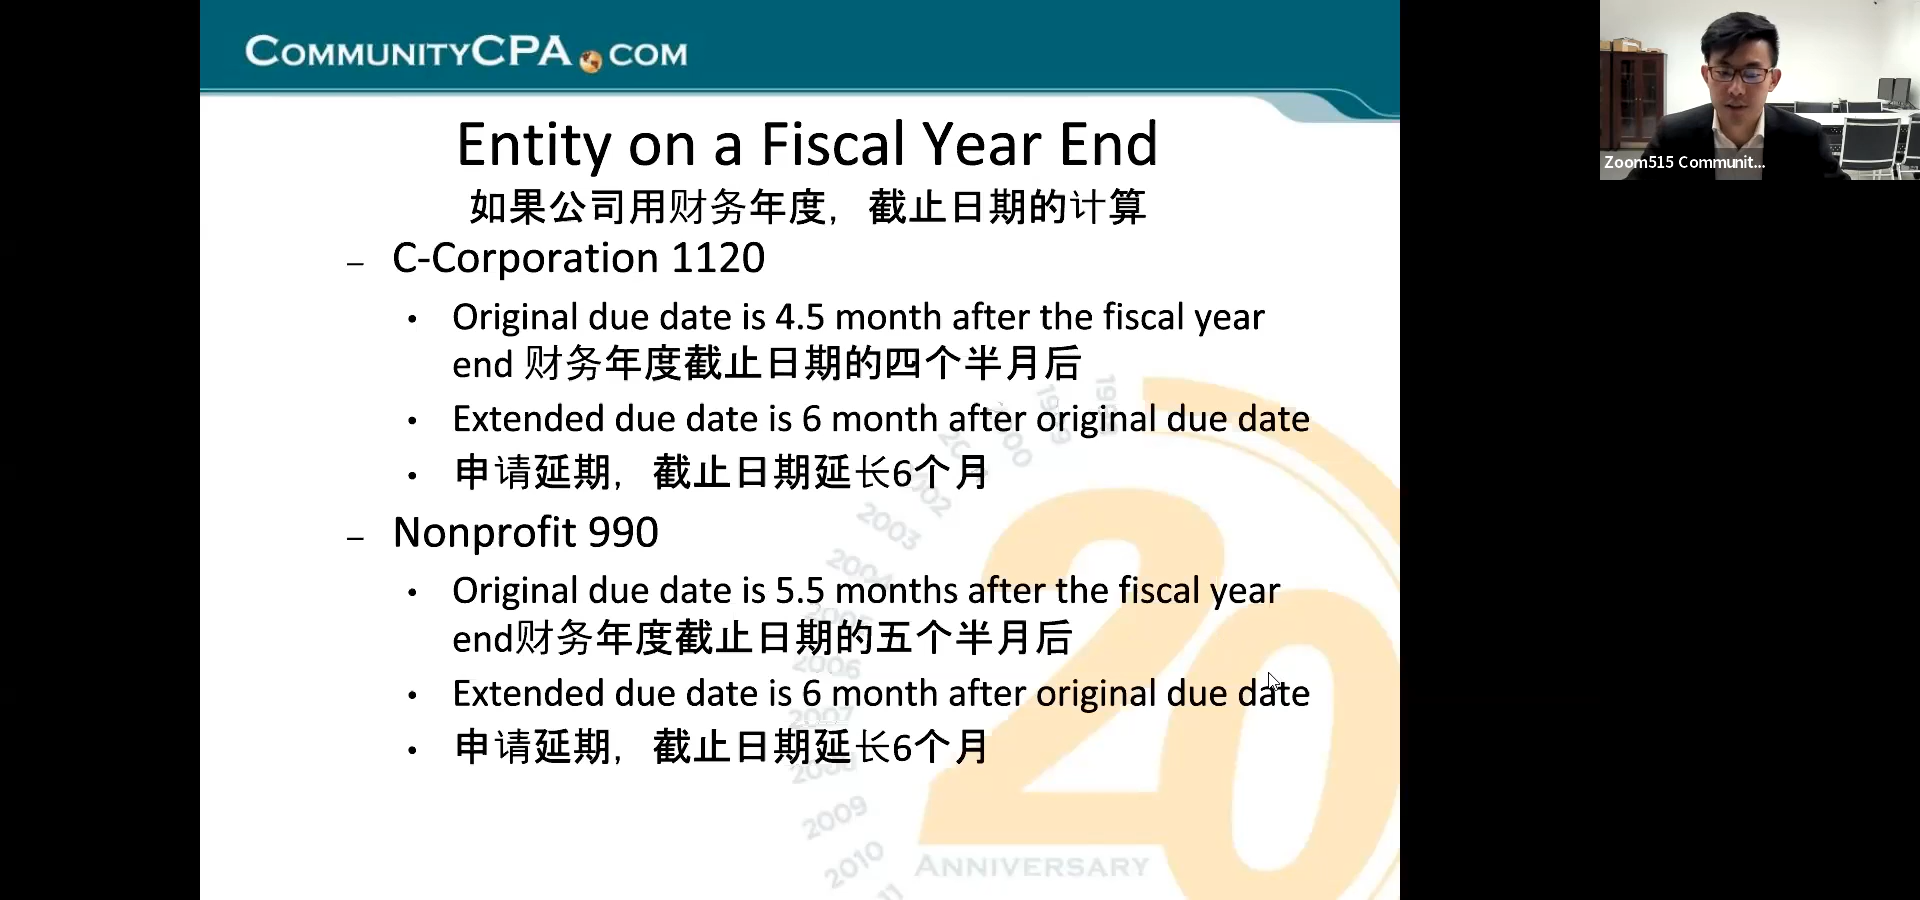 COMMUNITYCPA.COM
Entity on a Fiscal Year End
如果公司用财务年度，截止日期的计算
– C-Corporation 1120
• Original due date is 4.5 month after the fiscal year
end 财务年度截止日期的四个半月后
• Extended due date is 6 month after original due date
• 申请延期，截止日期延长6个月
– Nonprofit 990
• Original due date is 5.5 months after the fiscal year
end财务年度截止日期的五个半月后
• Extended due date is 6 month after original due date
• 申请延期，截止日期延长6个月
1999
2002
2003
2004
2006
2007
2008
2009
2010
20
ANNIVERSARY
Zoom515 Communit...